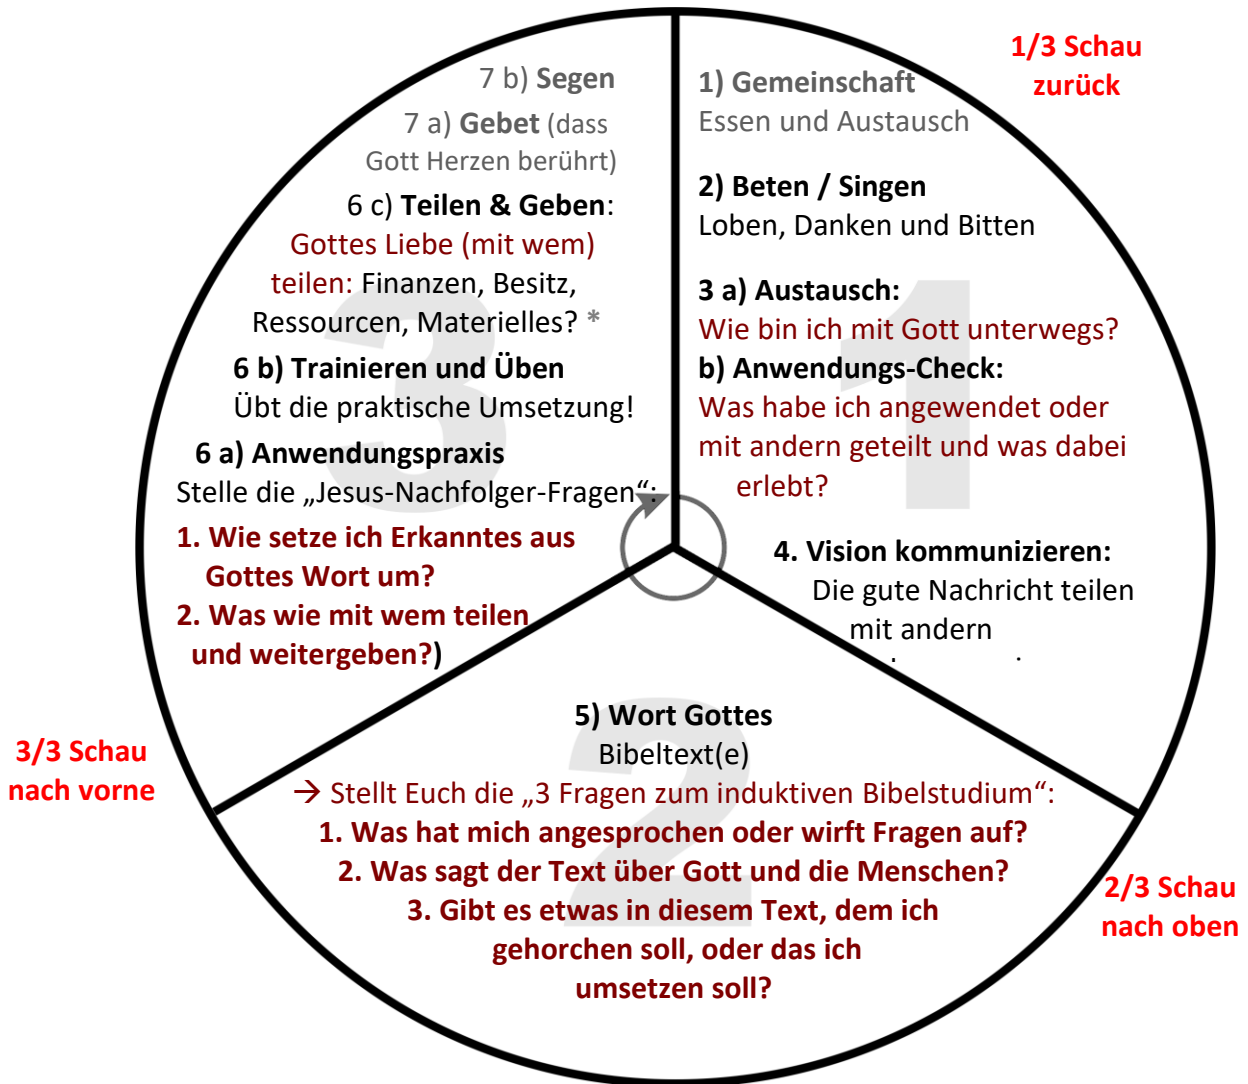 1/3 Schau
zurück
1) Gemeinschaft
Essen und Austausch
2) Beten / Singen
Loben, Danken und Bitten
3 a) Austausch:
Wie bin ich mit Gott unterwegs?
b) Anwendungs-Check:
Was habe ich angewendet oder
mit andern geteilt und was dabei
erlebt?
4. Vision kommunizieren:
Die gute Nachricht teilen
mit andern
1
2/3 Schau
nach oben
5) Wort Gottes
Bibeltext(e)
→ Stellt Euch die „3 Fragen zum induktiven Bibelstudium“:
1. Was hat mich angesprochen oder wirft Fragen auf?
2. Was sagt der Text über Gott und die Menschen?
3. Gibt es etwas in diesem Text, dem ich
gehorchen soll, oder das ich
umsetzen soll?
2
3/3 Schau
nach vorne
7 b) Segen
7 a) Gebet (dass
Gott Herzen berührt)
6 c) Teilen & Geben:
Gottes Liebe (mit wem)
teilen: Finanzen, Besitz,
Ressourcen, Materielles? *
6 b) Trainieren und Üben
Übt die praktische Umsetzung!
6 a) Anwendungspraxis
Stelle die „Jesus-Nachfolger-Fragen“:
1. Wie setze ich Erkanntes aus
Gottes Wort um?
2. Was wie mit wem teilen
und weitergeben?)
3